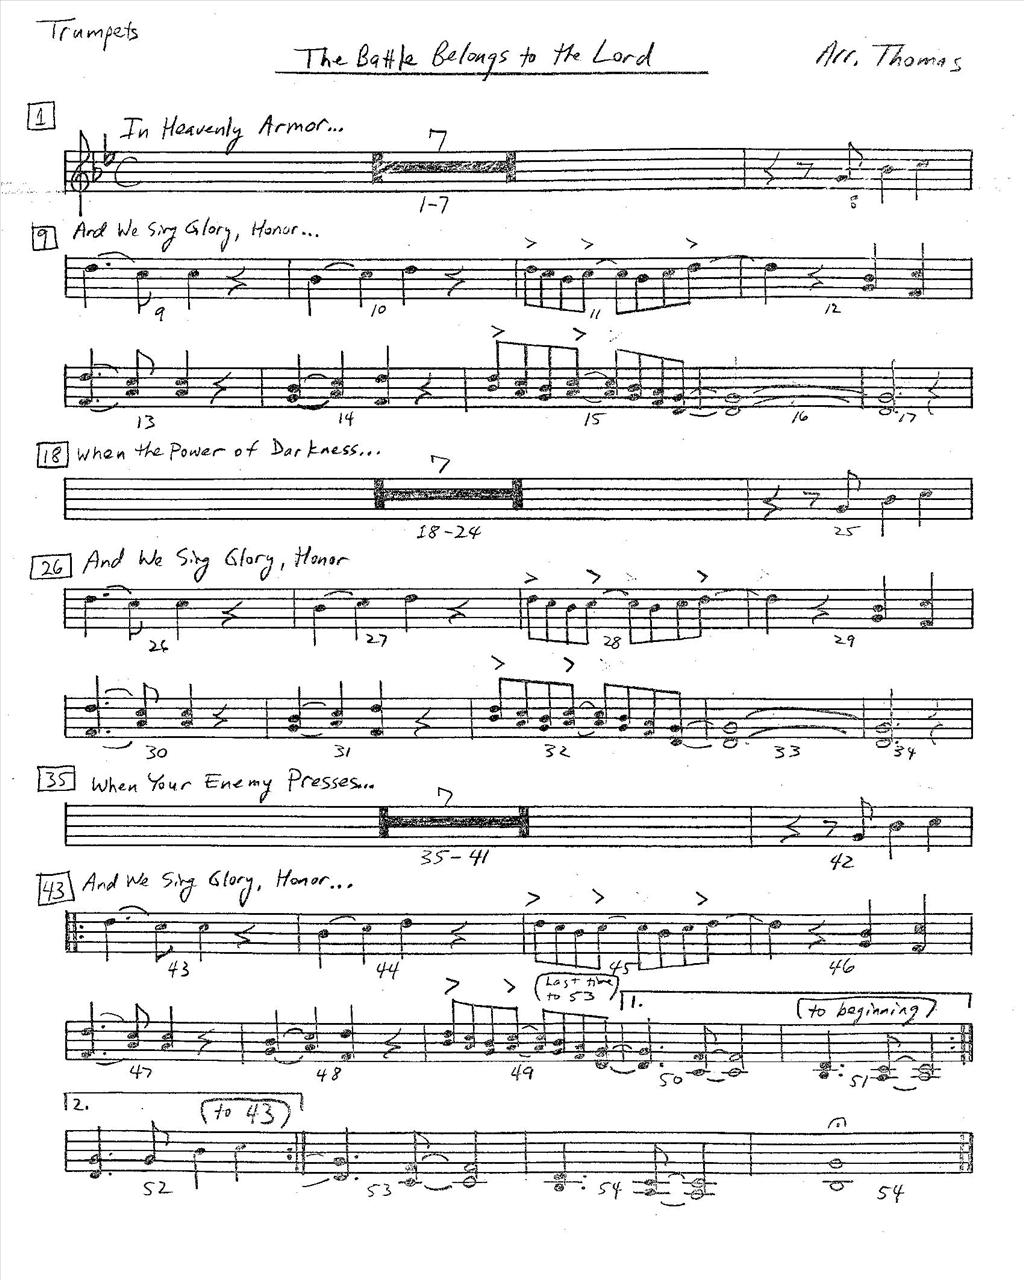 Trumpets
The Battle Belongs to the Lord
Arr. Thomas
1 In Heavenly Armor...
7
1-7 8
9 And We Sing Glory, Honor...
9 10 11 12
13 14 15 16 17
18 When the Power of Darkness...
7
18-24 25
26 And We Sing Glory, Honor
26 27 28 29
30 31 32 33 34
35 When Your Enemy Presses...
7
35-41 42
43 And We Sing Glory, Honor...
43 44 45 46
Last time to 53 1. to beginning
47 48 49 50 51
2. to 43
52 53 54 54